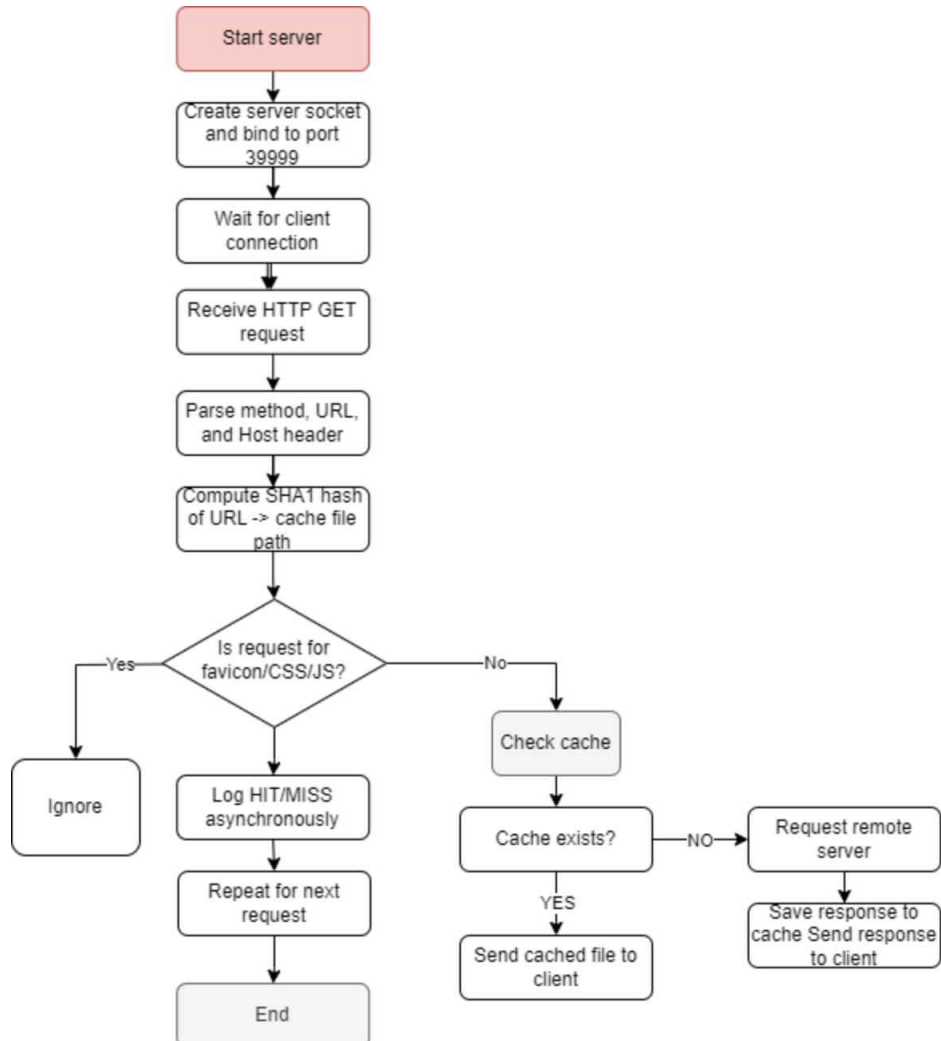 Start server
Create server socket
and bind to port
39999
Wait for client
connection
Receive HTTP GET
request
Parse method, URL,
and Host header
Compute SHA1 hash
of URL -> cache file
path
Is request for
favicon/CSS/JS?
Yes
No
Ignore
Check cache
Log HIT/MISS
asynchronously
Cache exists?
NO
Request remote
server
Repeat for next
request
YES
Save response to
cache Send response
to client
Send cached file to
client
End